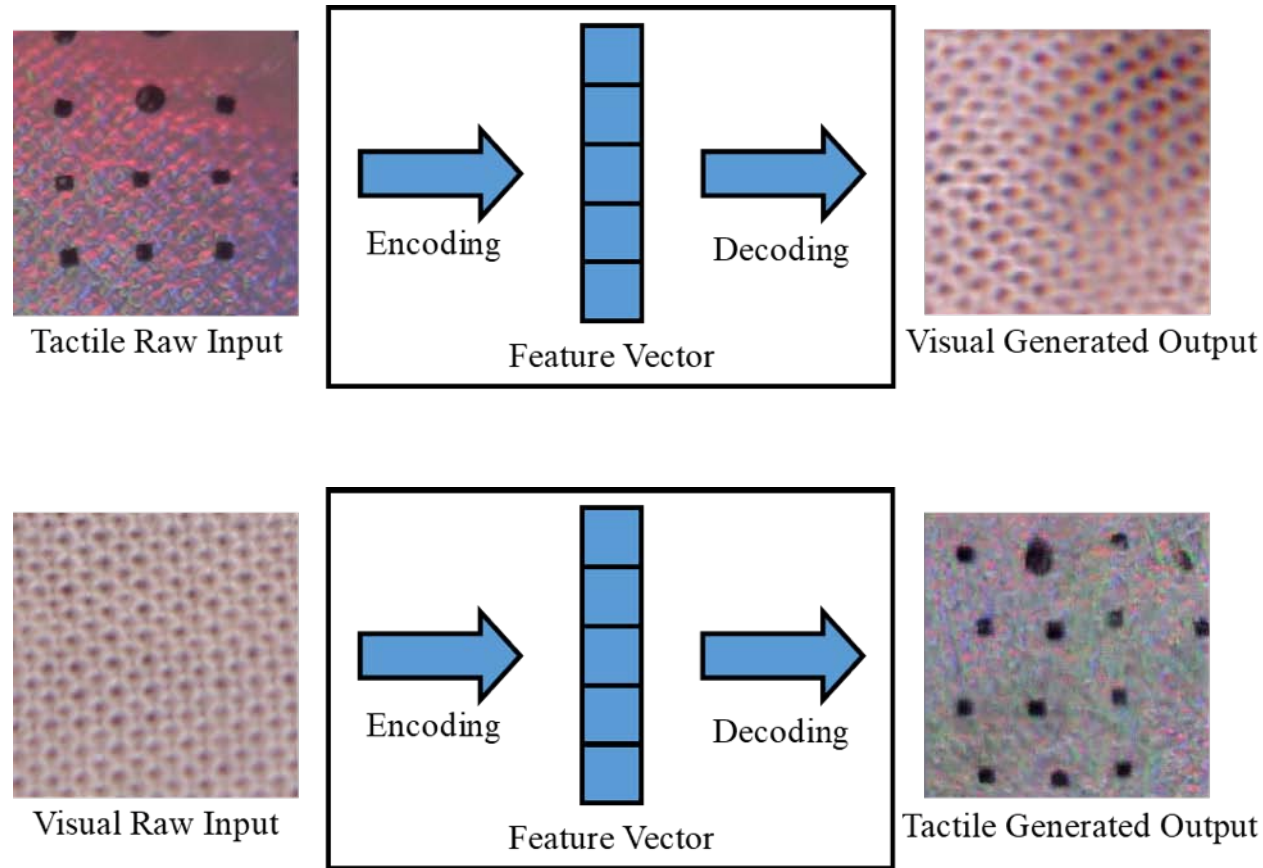 Encoding
Decoding
Tactile Raw Input
Feature Vector
Visual Generated Output
Encoding
Decoding
Visual Raw Input
Feature Vector
Tactile Generated Output